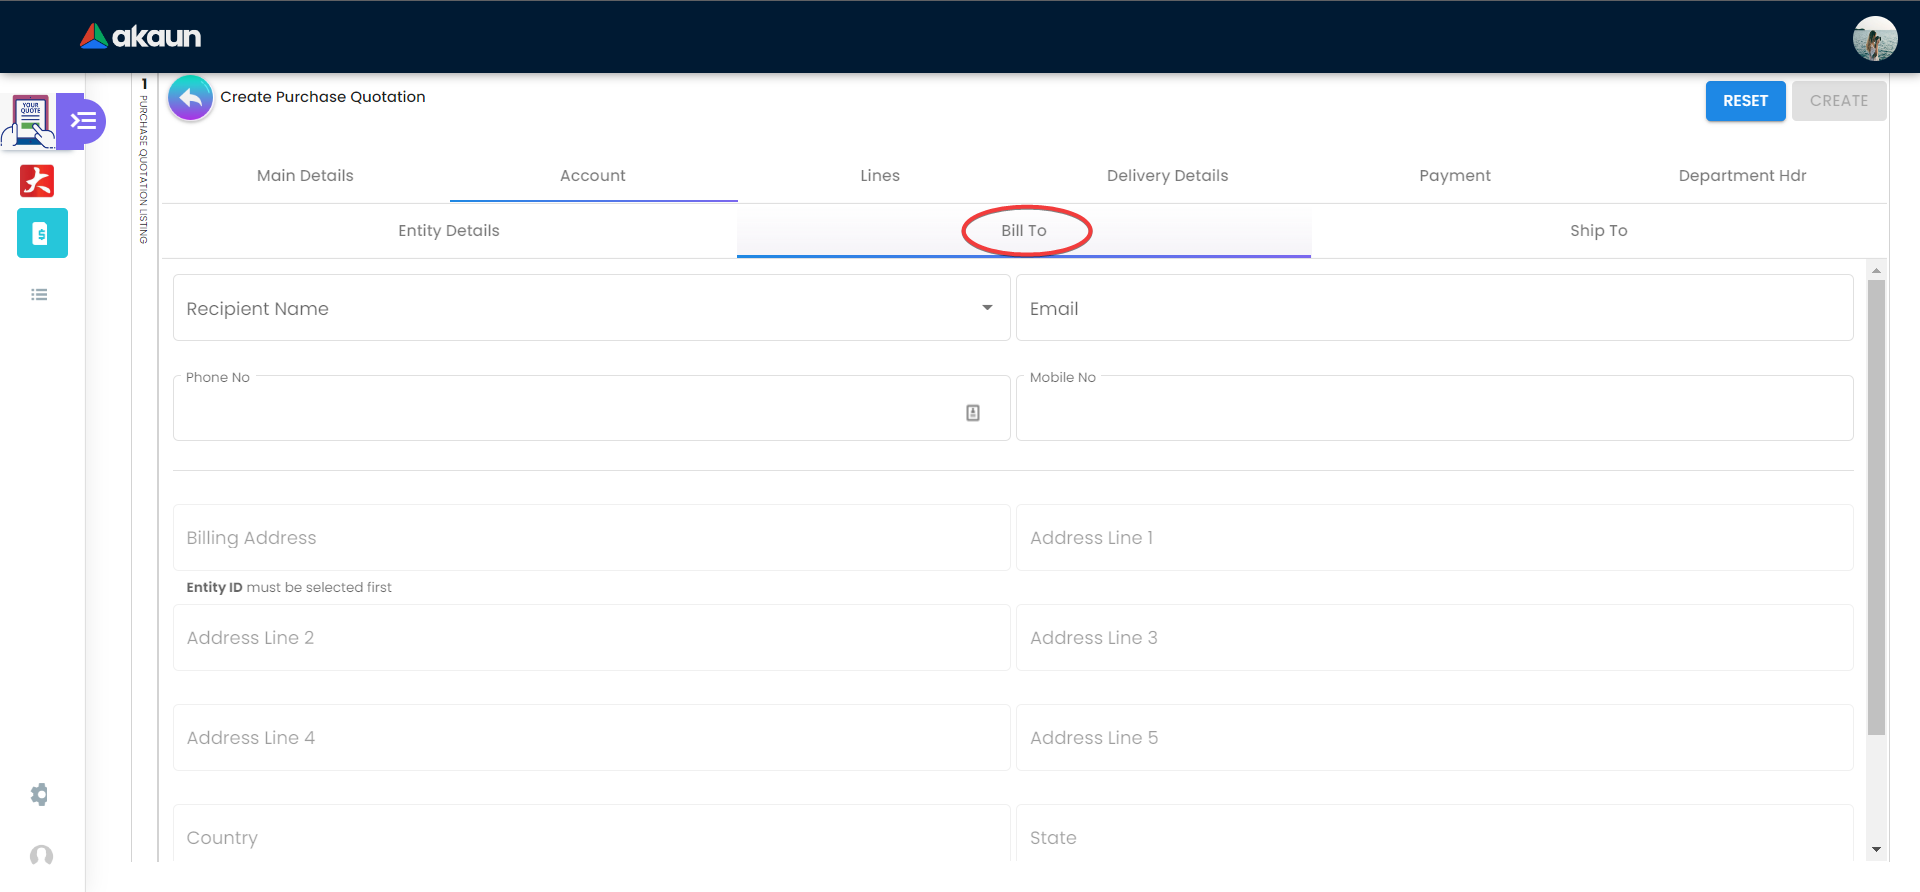 akaun
YOUR
QUOTE
1
PURCHASE QUOTATION LISTING
Create Purchase Quotation
RESET
CREATE
Main Details
Account
Lines
Delivery Details
Payment
Department Hdr
Entity Details
Bill To
Ship To
Recipient Name
Email
Phone No
Mobile No
Billing Address
Address Line 1
Entity ID must be selected first
Address Line 2
Address Line 3
Address Line 4
Address Line 5
Country
State